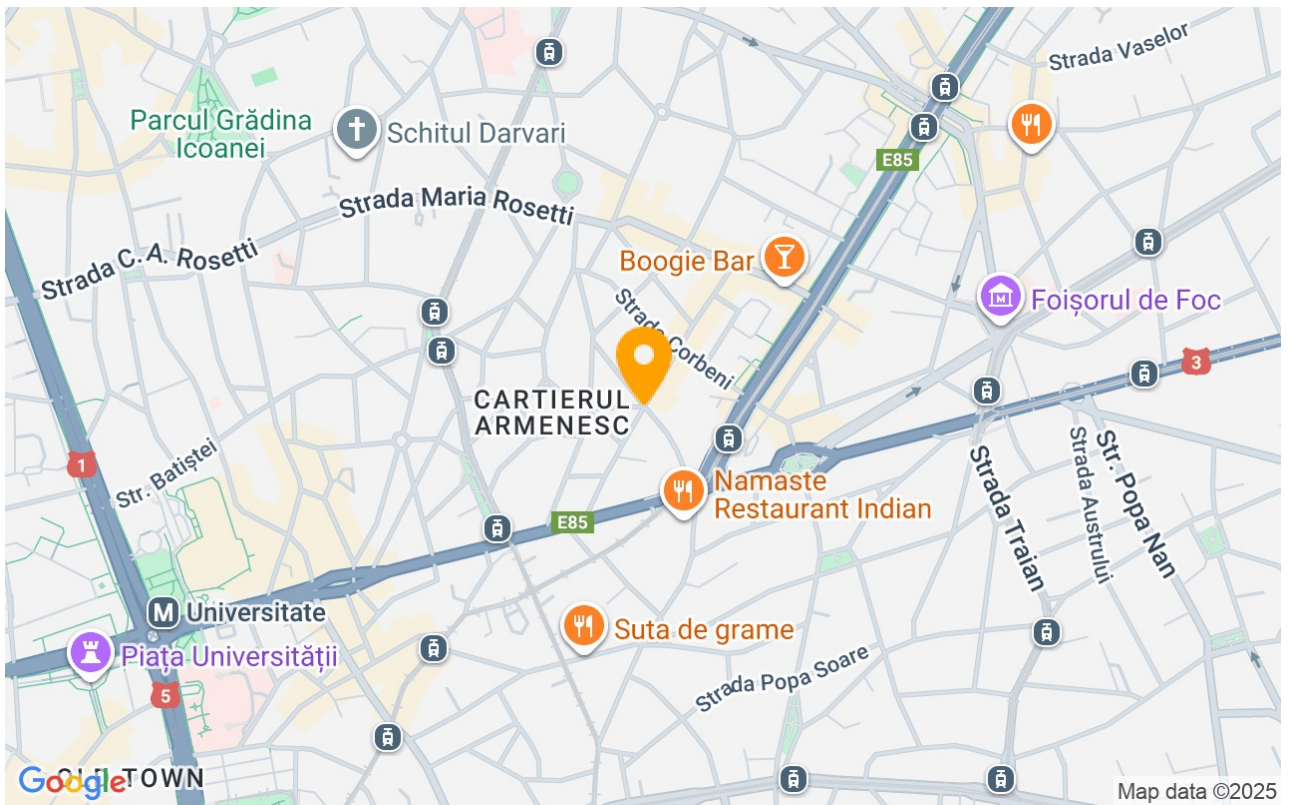 Strada Vaselor
Parcul Grădina
Icoanei
Schitul Darvari
E85
Strada Maria Rosetti
Strada C. A. Rosetti
Boogie Bar
Foișorul de Foc
Strada Corbeni
3
CARTIERUL
ARMENESC
1
Str. Batiștei
Namaste
Restaurant Indian
E85
Strada Traian
Strada Austrului
Str. Popa Nan
M
Universitate
Piața Universității
Suta de grame
Strada Popa Soare
5
Google
TOWN
Map data ©2025